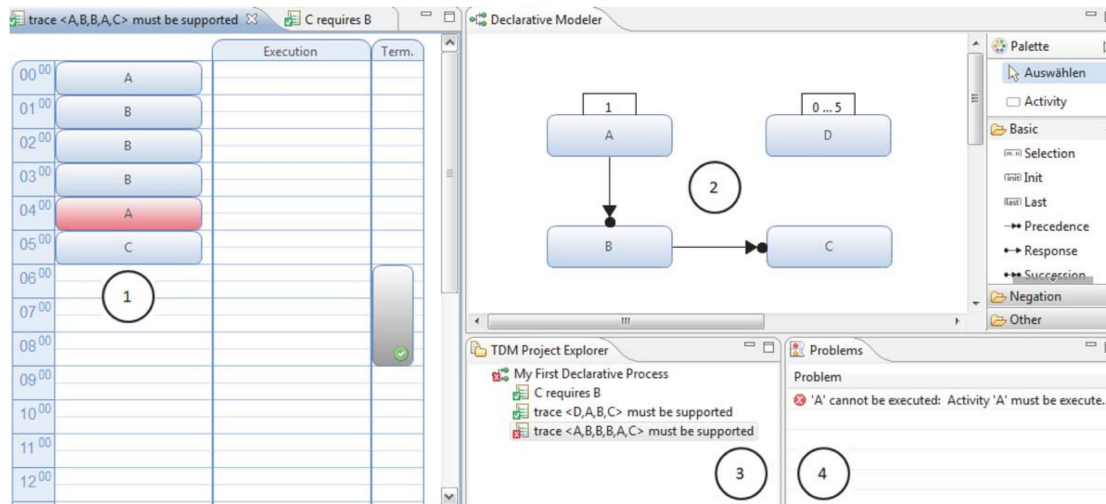 trace <A,B,B,A,C> must be supported
C requires B
Execution
Term.
00 00
A
01 00
B
02 00
B
03 00
B
04 00
A
05 00
C
06 00
07 00
08 00
09 00
10 00
11 00
12 00
1
Declarative Modeler
1
A
0 ... 5
D
B
C
2
Palette
Auswählen
Activity
Basic
Selection
Init
Last
Precedence
Response
Succession
Negation
Other
TDM Project Explorer
My First Declarative Process
C requires B
trace <D,A,B,C> must be supported
trace <A,B,B,B,A,C> must be supported
3
Problems
Problem
'A' cannot be executed: Activity 'A' must be execute...
4